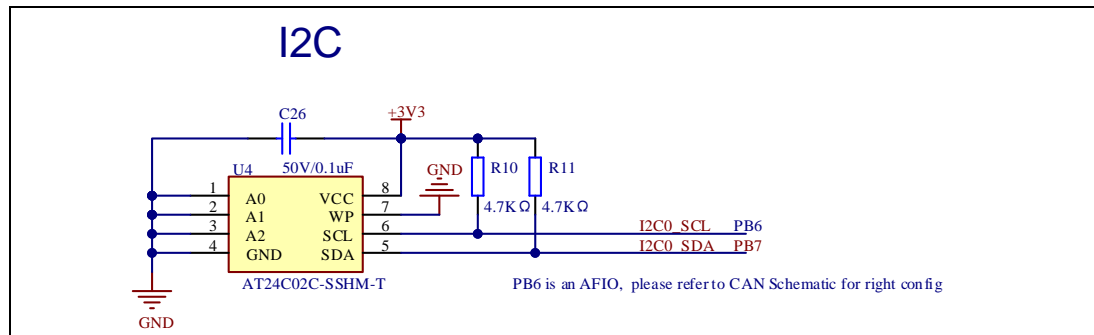 I2C
C26
+3V3
U4
50V/0.1uF
GND
R10
R11
1
A0
VCC
8
2
A1
WP
7
4.7KΩ
4.7KΩ
3
A2
SCL
6
I2C0_SCL
PB6
4
GND
SDA
5
I2C0_SDA
PB7
AT24C02C-SSHM-T
PB6 is an AFIO, please refer to CAN Schematic for right config
GND